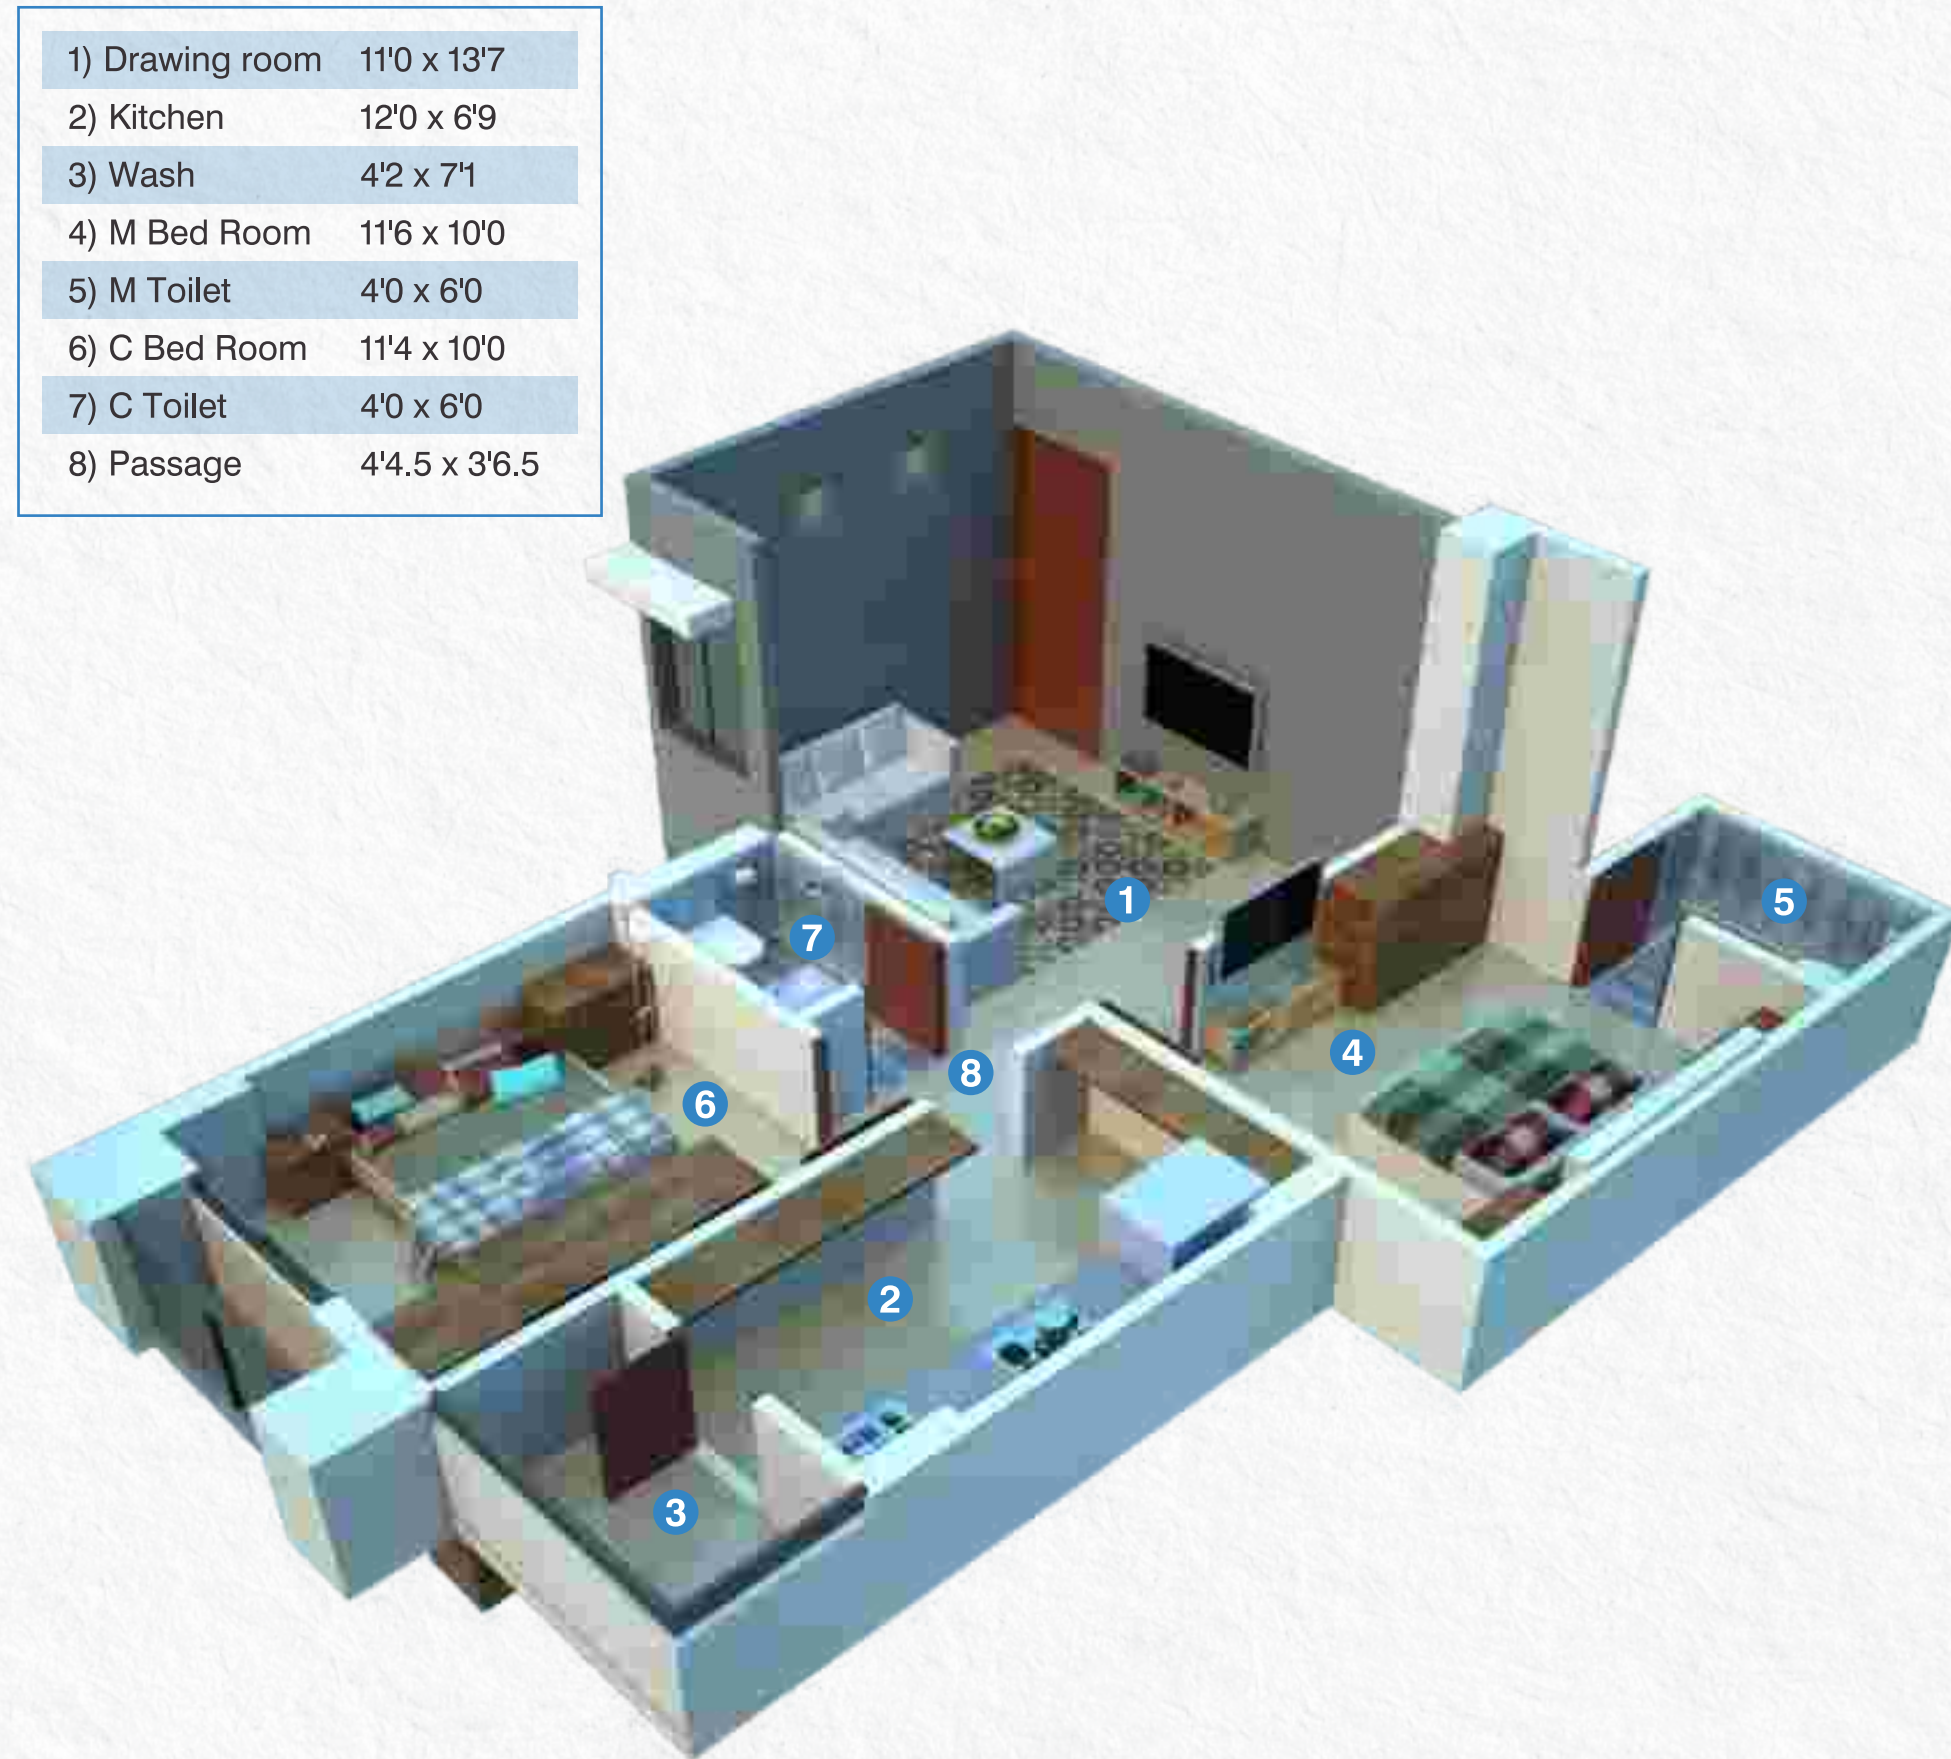 1) Drawing room 11'0 x 13'7
2) Kitchen 12'0 x 6'9
3) Wash 4'2 x 7'1
4) M Bed Room 11'6 x 10'0
5) M Toilet 4'0 x 6'0
6) C Bed Room 11'4 x 10'0
7) C Toilet 4'0 x 6'0
8) Passage 4'4.5 x 3'6.5
1
5
7
4
8
6
2
3